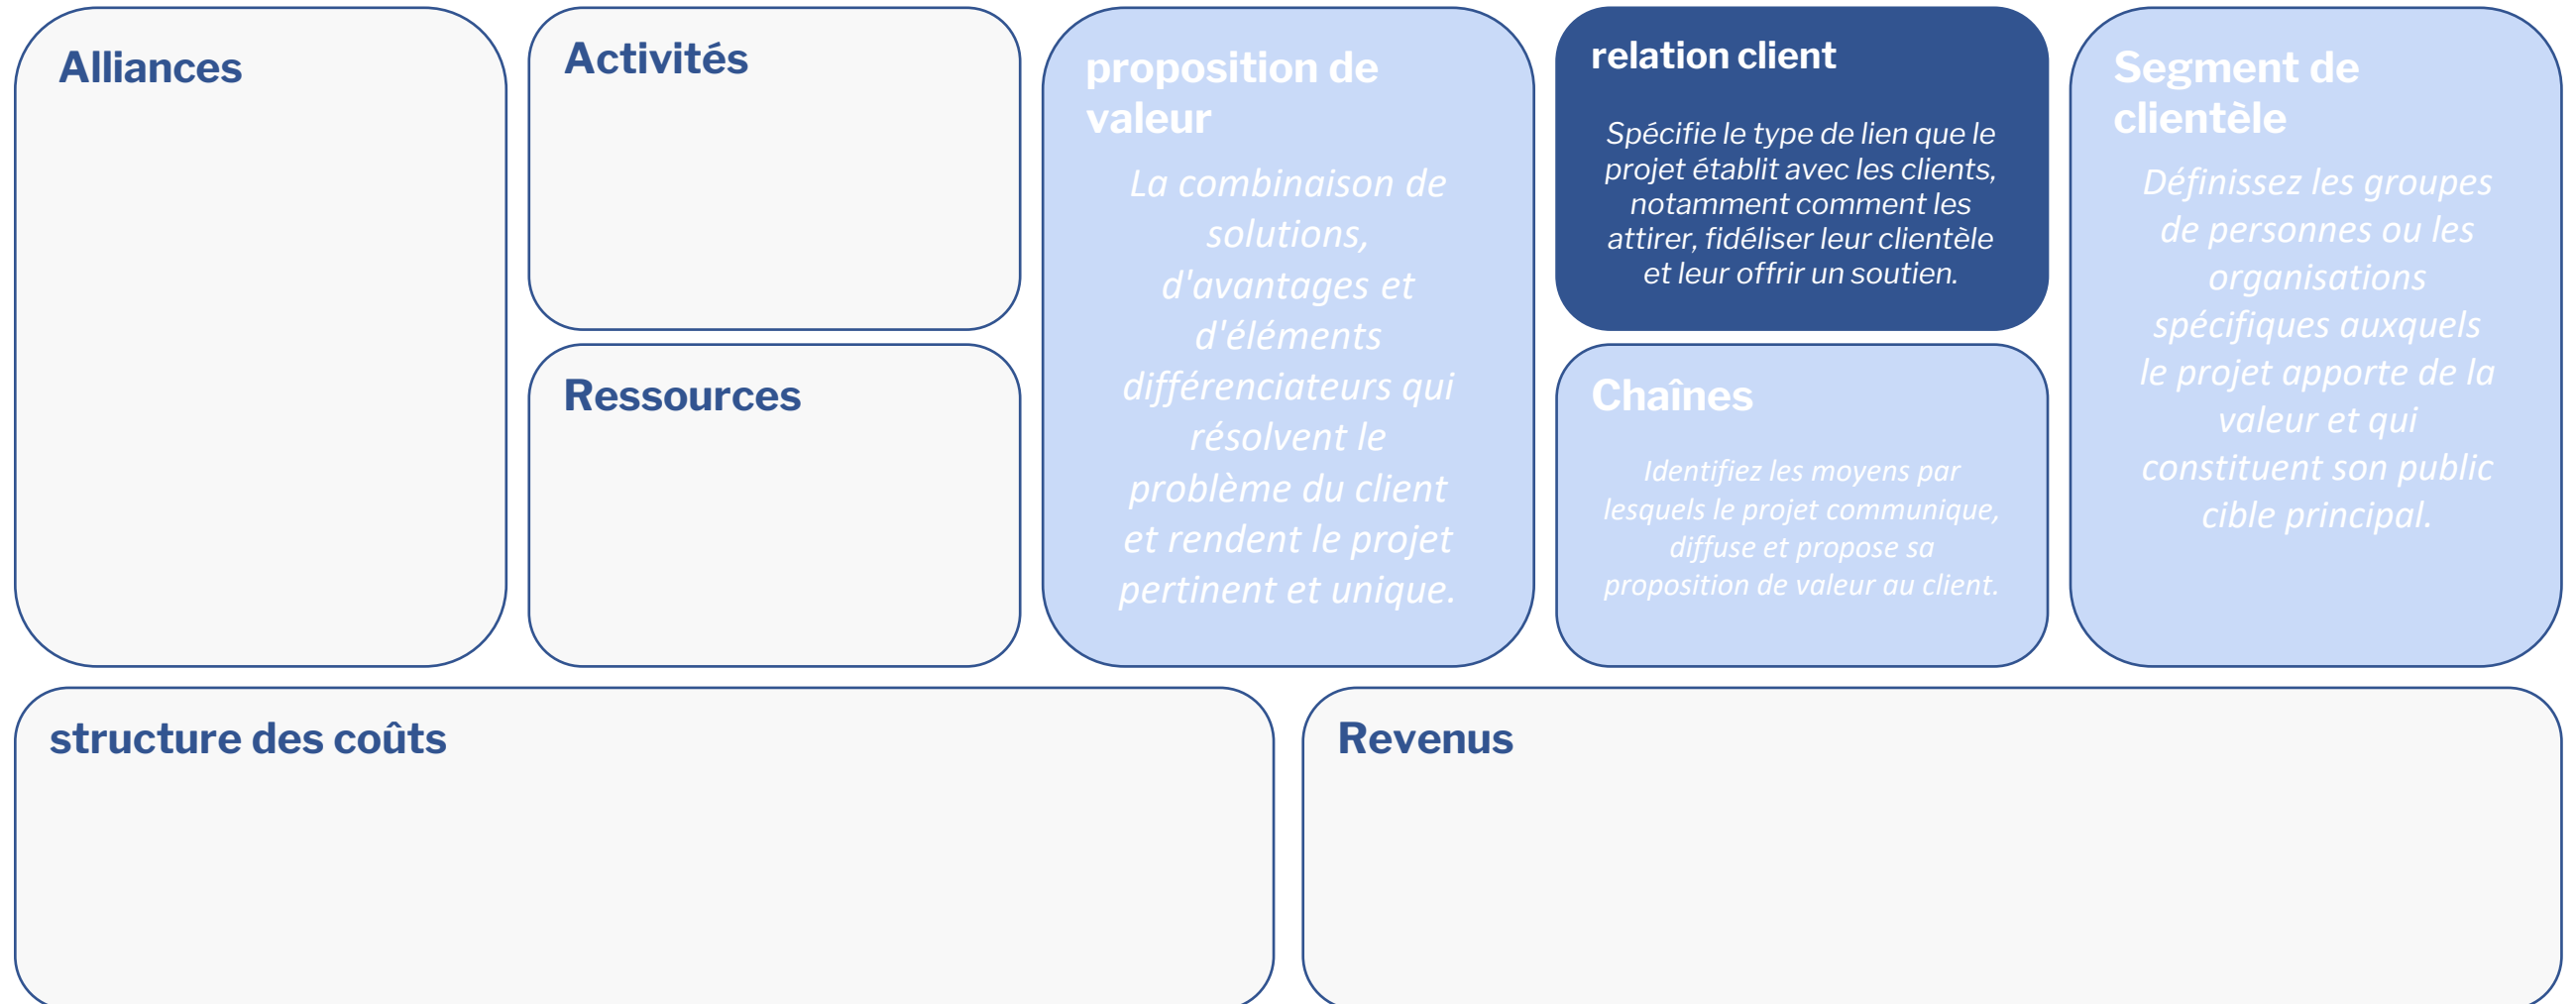 Alliances
Activités
Ressources
proposition de
valeur
La combinaison de
solutions,
d'avantages et
d'éléments
différenciateurs qui
résolvent le
problème du client
et rendent le projet
pertinent et unique.
relation client
Spécifie le type de lien que le
projet établit avec les clients,
notamment comment les
attirer, fidéliser leur clientèle
et leur offrir un soutien.
Chaînes
Identifiez les moyens par
lesquels le projet communique,
diffuse et propose sa
proposition de valeur au client.
Segment de
clientèle
Définissez les groupes
de personnes ou les
organisations
spécifiques auxquels
le projet apporte de la
valeur et qui
constituent son public
cible principal.
structure des coûts
Revenus